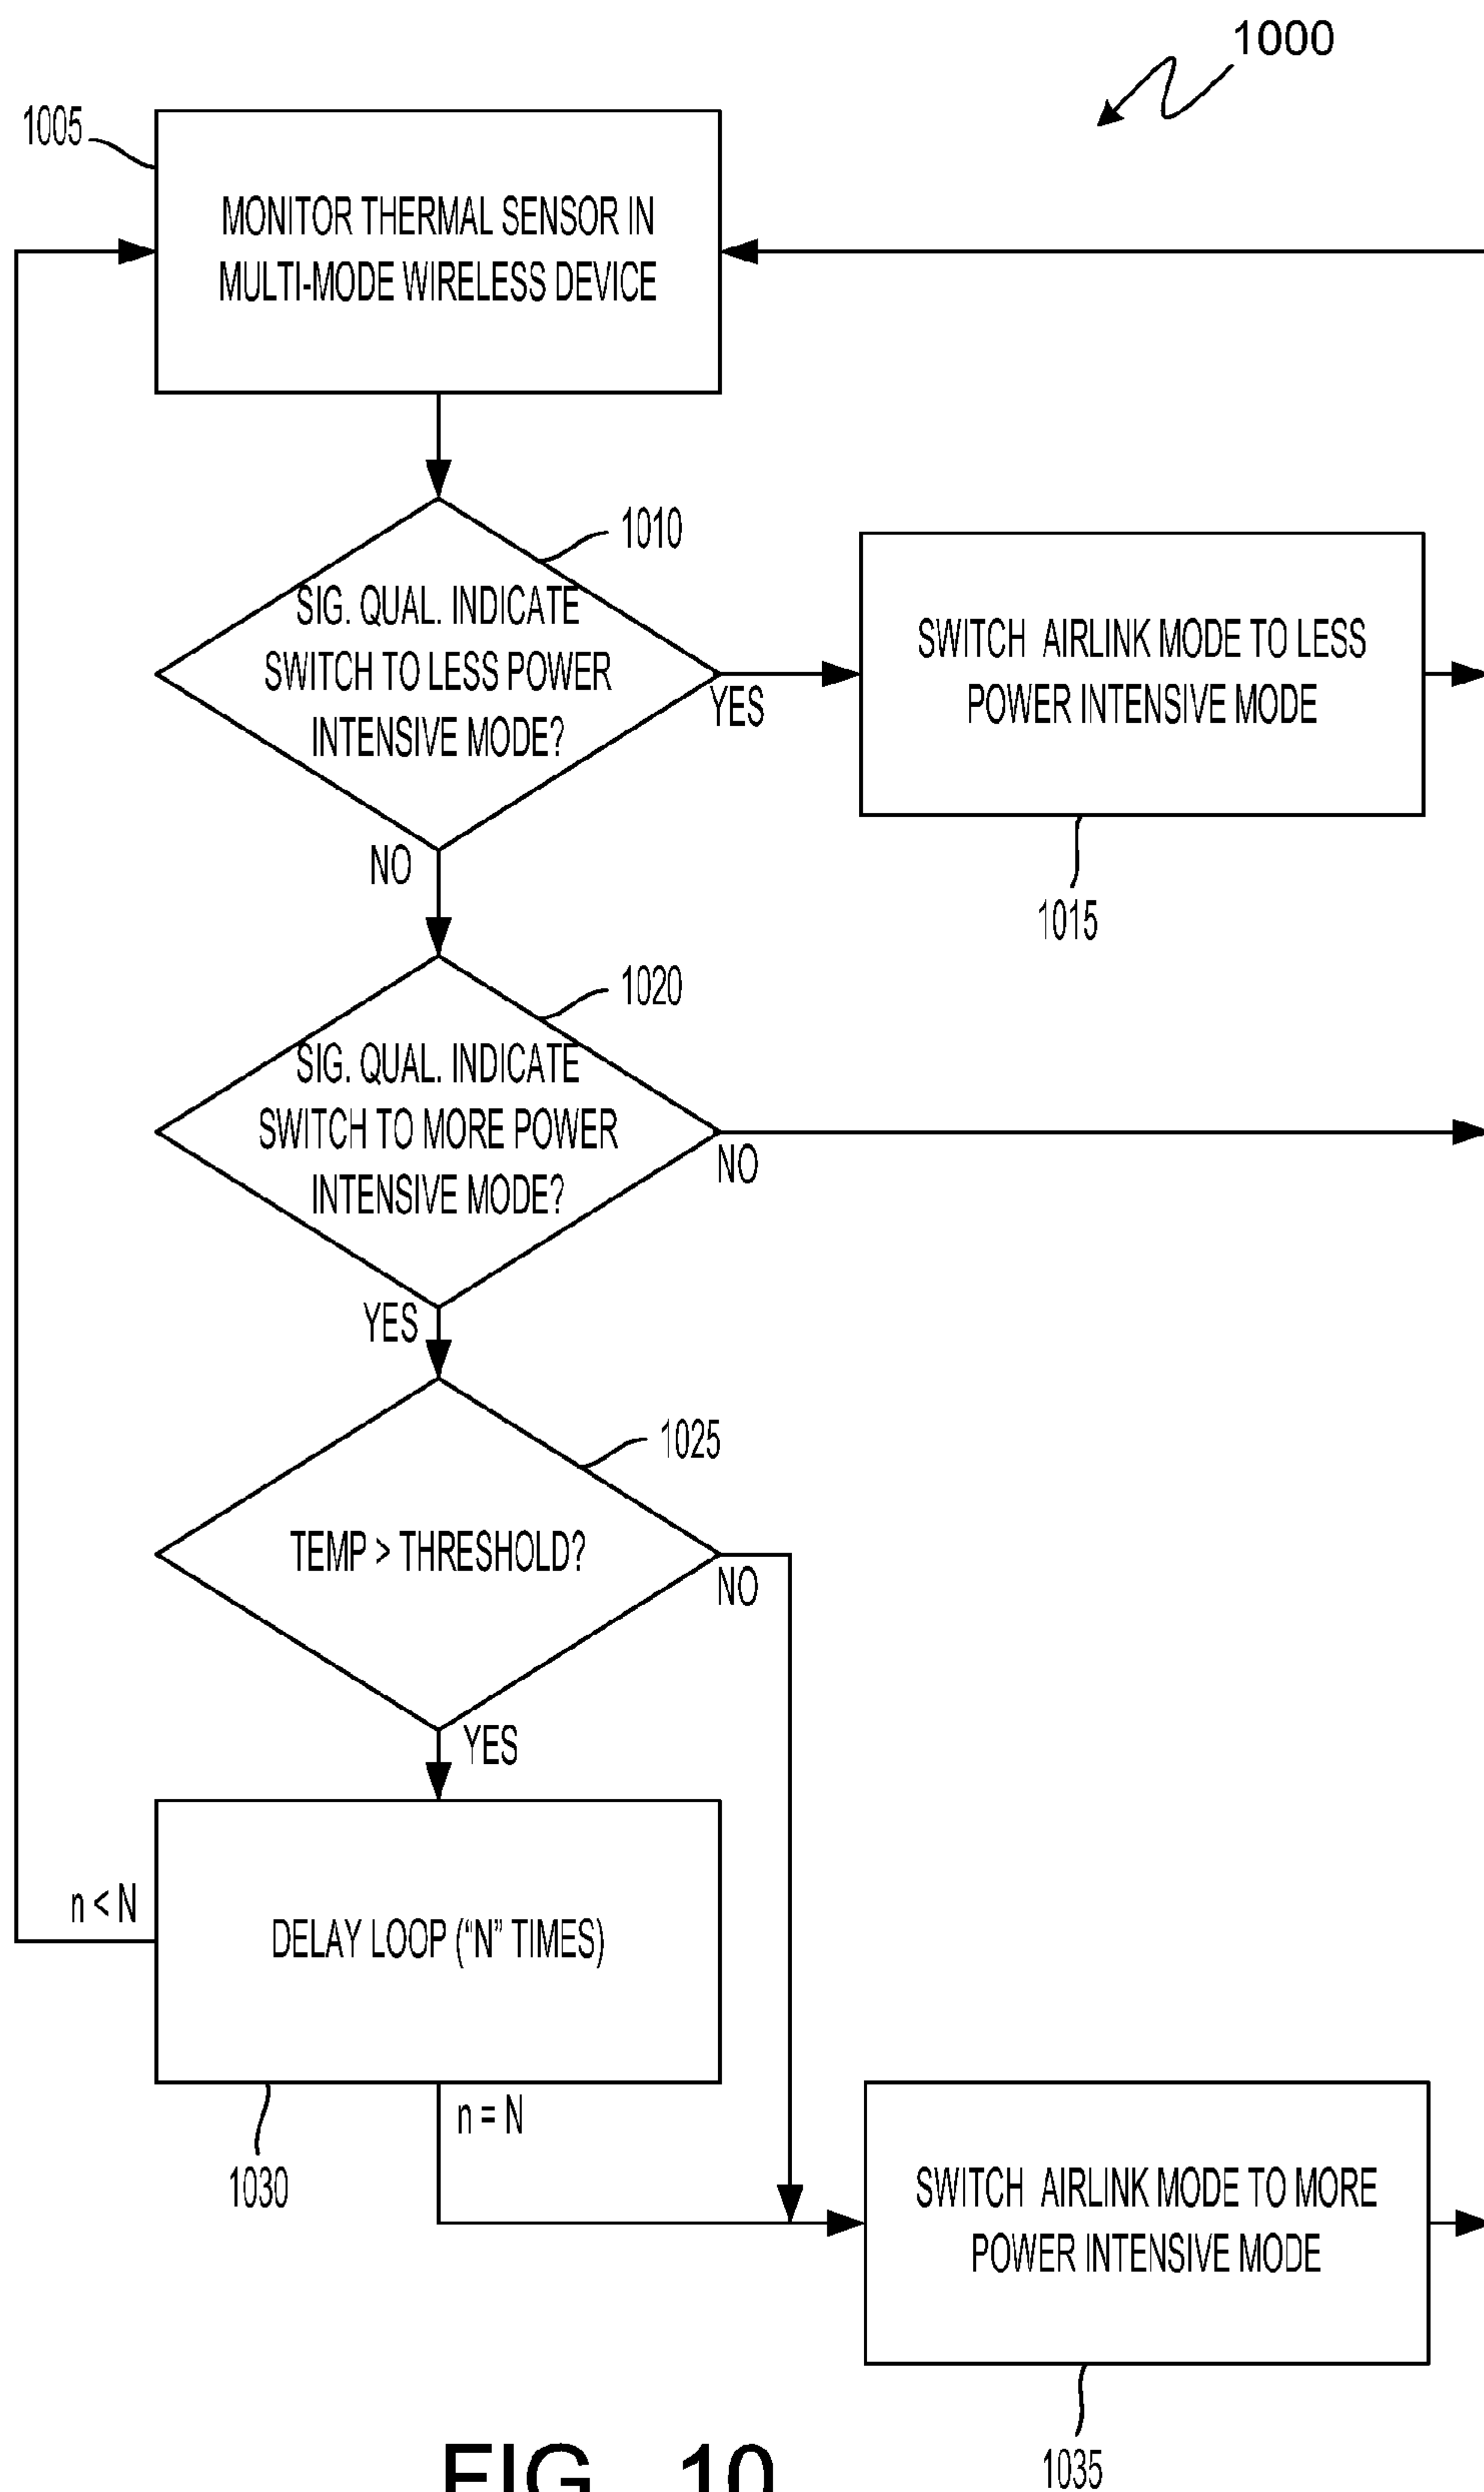 1000
1005
MONITOR THERMAL SENSOR IN
MULTI-MODE WIRELESS DEVICE
1010
SIG. QUAL. INDICATE
SWITCH TO LESS POWER
INTENSIVE MODE?
YES
NO
SWITCH AIRLINK MODE TO LESS
POWER INTENSIVE MODE
1015
1020
SIG. QUAL. INDICATE
SWITCH TO MORE POWER
INTENSIVE MODE?
NO
YES
1025
TEMP > THRESHOLD?
NO
YES
n < N
DELAY LOOP ("N" TIMES)
n = N
1030
SWITCH AIRLINK MODE TO MORE
POWER INTENSIVE MODE
1035
FIG. 10